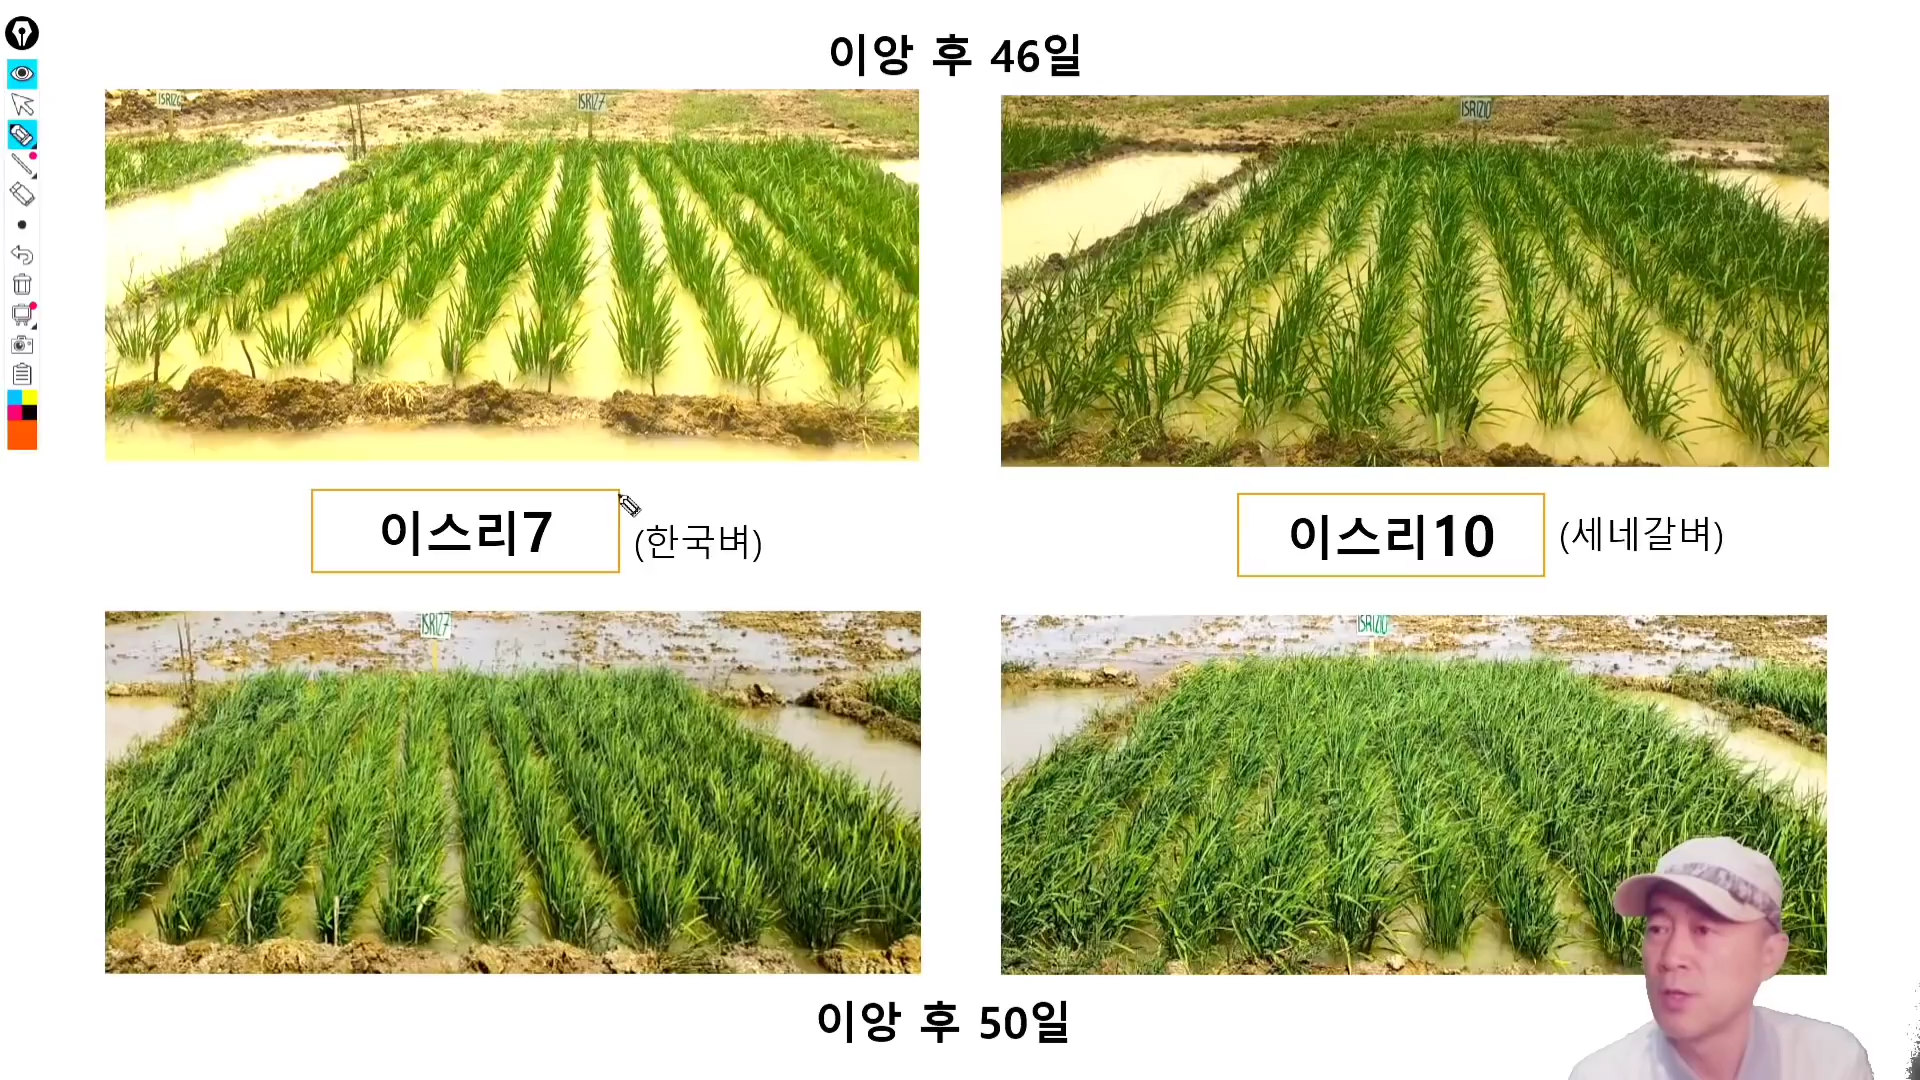 이앙 후 46일
ISRIZ7
ISRIZ10
이스리7
(한국벼)
이스리10
(세네갈벼)
ISRIZ7
ISRIZ10
이앙 후 50일